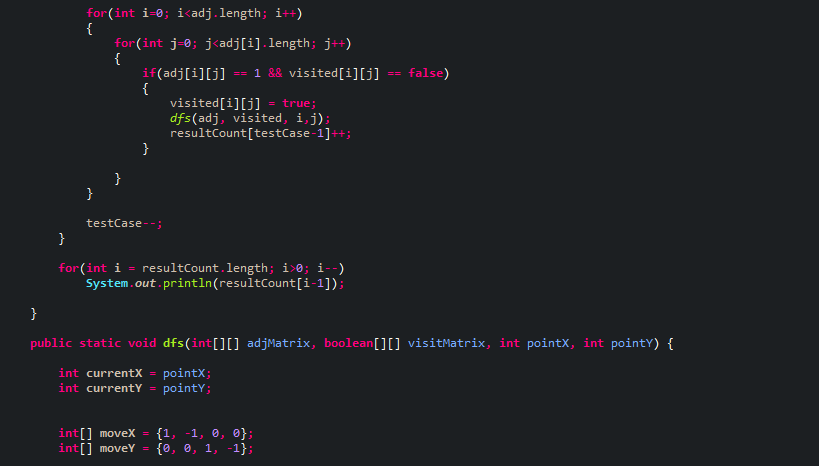 for(int i=0; i<adj.length; i++)
{
for(int j=0; j<adj[i].length; j++)
{
if(adj[i][j] == 1 && visited[i][j] == false)
{
visited[i][j] = true;
dfs(adj, visited, i,j);
resultCount[testCase-1]++;
}
}
}
testCase--;
}
for(int i = resultCount.length; i>0; i--)
System.out.println(resultCount[i-1]);
}
public static void dfs(int[][] adjMatrix, boolean[][] visitMatrix, int pointX, int pointY) {
int currentX = pointX;
int currentY = pointY;
int[] moveX = {1, -1, 0, 0};
int[] moveY = {0, 0, 1, -1};